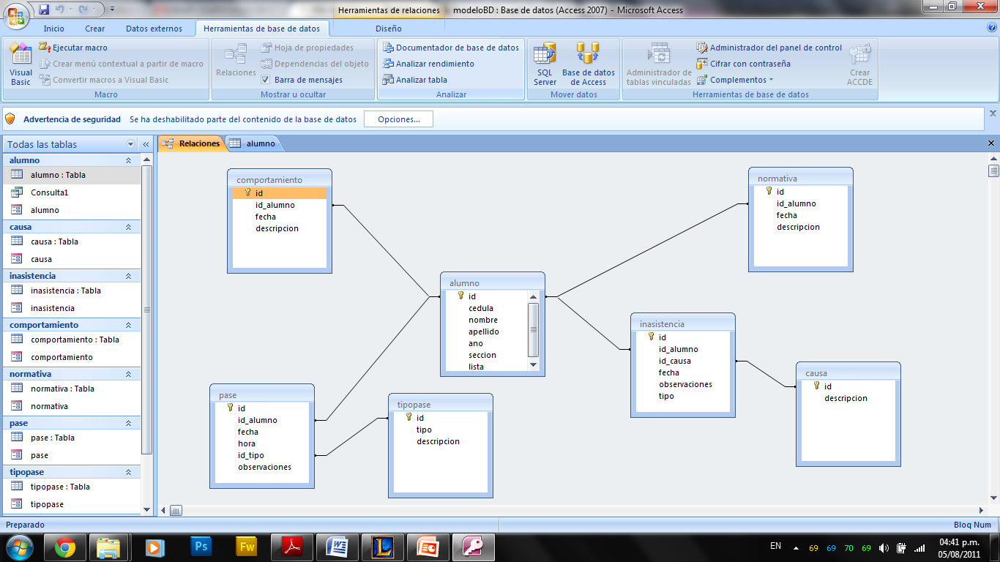 Herramientas de relaciones modeloBD : Base de datos (Access 2007) - Microsoft Access
Inicio Crear Datos externos Herramientas de base de datos Diseño
Visual Basic
Ejecutar macro
Crear menú contextual a partir de macro
Convertir macros a Visual Basic
Macro
Relaciones
Hoja de propiedades
Dependencias del objeto
Barra de mensajes
Mostrar u ocultar
Documentador de base de datos
Analizar rendimiento
Analizar tabla
Analizar
SQL Server
Base de datos de Access
Mover datos
Administrador de tablas vinculadas
Administrador del panel de control
Cifrar con contraseña
Complementos
Crear ACCDE
Herramientas de base de datos
Advertencia de seguridad Se ha deshabilitado parte del contenido de la base de datos Opciones...
Todas las tablas
alumno
alumno : Tabla
Consulta1
alumno
causa
causa : Tabla
causa
inasistencia
inasistencia : Tabla
inasistencia
comportamiento
comportamiento : Tabla
comportamiento
normativa
normativa : Tabla
normativa
pase
pase : Tabla
pase
tipopase
tipopase : Tabla
tipopase
Relaciones alumno
comportamiento
id
id_alumno
fecha
descripcion
normativa
id
id_alumno
fecha
descripcion
alumno
id
cedula
nombre
apellido
ano
seccion
lista
inasistencia
id
id_alumno
id_causa
fecha
observaciones
tipo
causa
id
descripcion
pase
id
id_alumno
fecha
hora
id_tipo
observaciones
tipopase
id
tipo
descripcion
Preparado Bloq Num
Ps Fw W L P
EN 69 69 70 69 04:41 p.m.
05/08/2011